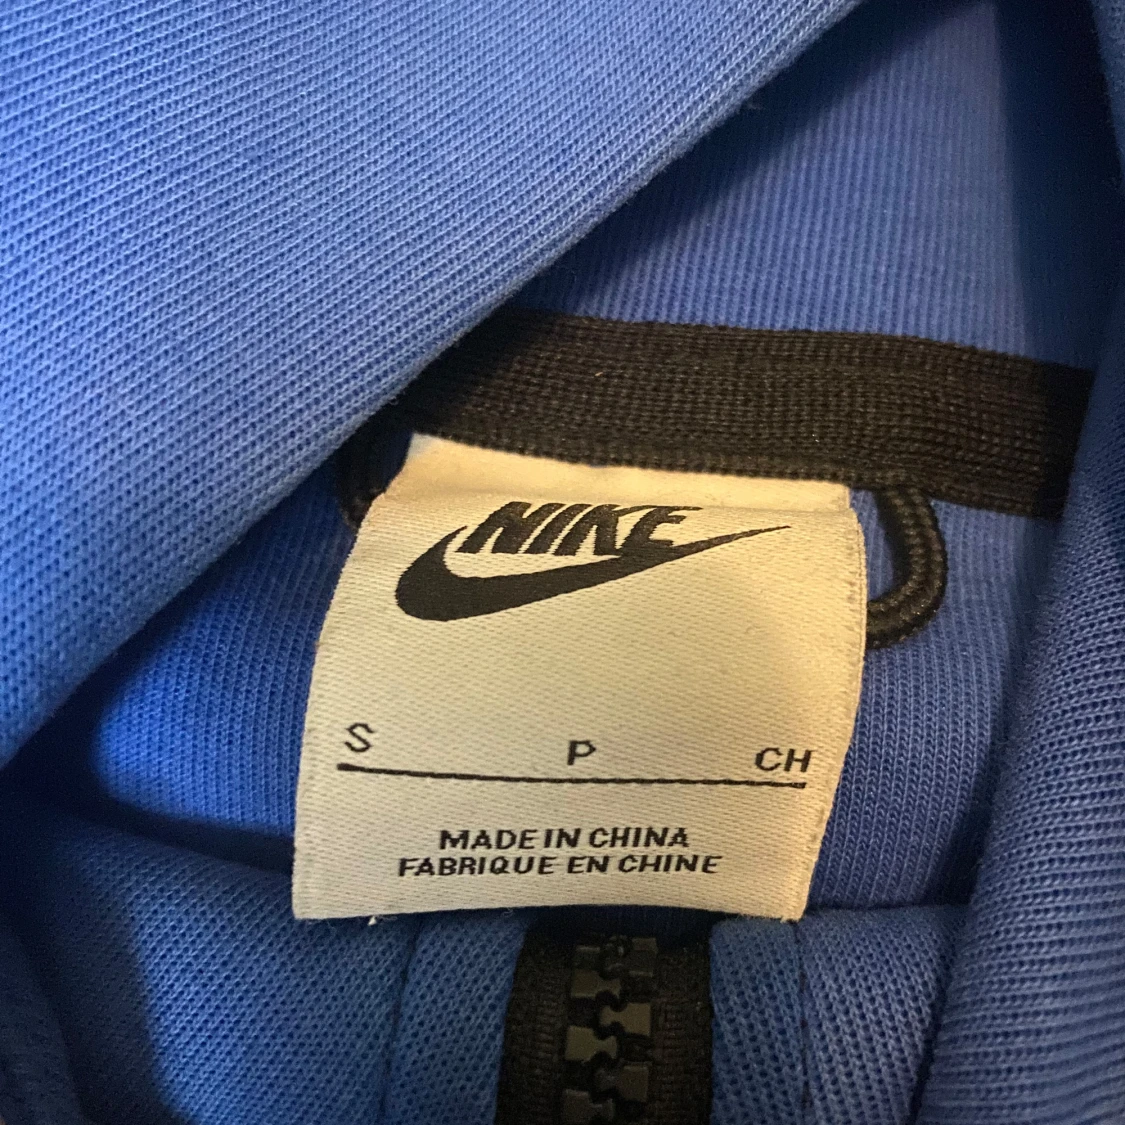 NIKE
S P CH
MADE IN CHINA
FABRIQUE EN CHINE